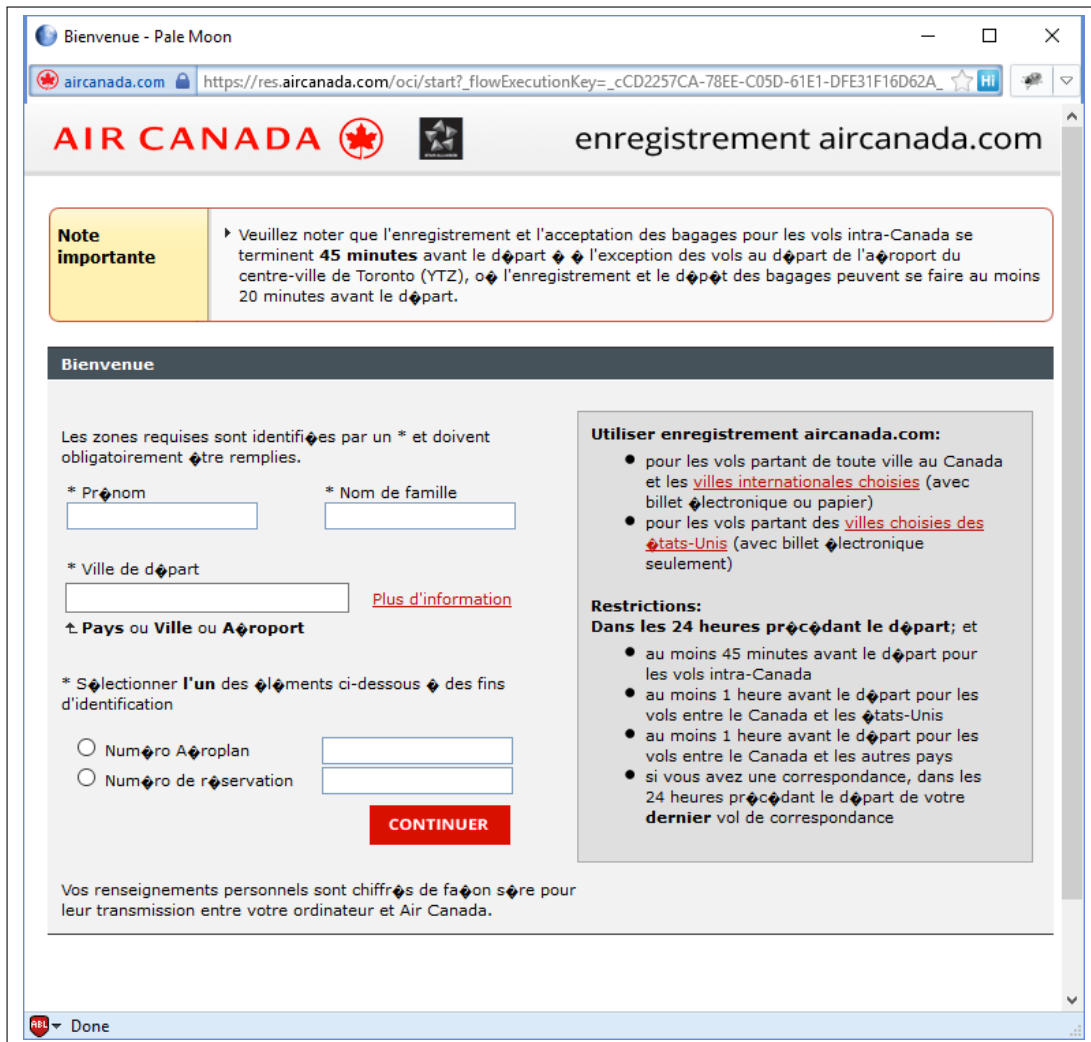 Bienvenue - Pale Moon
aircanada.com https://res.aircanada.com/oci/start?_flowExecutionKey=_cCD2257CA-78EE-C05D-61E1-DFE31F16D62A_ Hi
AIR CANADA STAR ALLIANCE enregistrement aircanada.com
Note importante
Veuillez noter que l'enregistrement et l'acceptation des bagages pour les vols intra-Canada se
terminent 45 minutes avant le d�part � � l'exception des vols au d�part de l'a�roport du
centre-ville de Toronto (YTZ), o� l'enregistrement et le d�p�t des bagages peuvent se faire au moins
20 minutes avant le d�part.
Bienvenue
Les zones requises sont identifi�es par un * et doivent
obligatoirement �tre remplies.
* Pr�nom * Nom de famille
* Ville de d�part
Plus d'information
Pays ou Ville ou A�roport
* S�lectionner l'un des �l�ments ci-dessous � des fins
d'identification
Num�ro A�roplan
Num�ro de r�servation
CONTINUER
Vos renseignements personnels sont chiffr�s de fa�on s�re pour
leur transmission entre votre ordinateur et Air Canada.
Utiliser enregistrement aircanada.com:
● pour les vols partant de toute ville au Canada
et les villes internationales choisies (avec
billet �lectronique ou papier)
● pour les vols partant des villes choisies des
�tats-Unis (avec billet �lectronique
seulement)
Restrictions:
Dans les 24 heures pr�c�dant le d�part; et
● au moins 45 minutes avant le d�part pour
les vols intra-Canada
● au moins 1 heure avant le d�part pour les
vols entre le Canada et les �tats-Unis
● au moins 1 heure avant le d�part pour les
vols entre le Canada et les autres pays
● si vous avez une correspondance, dans les
24 heures pr�c�dant le d�part de votre
dernier vol de correspondance
ABL Done